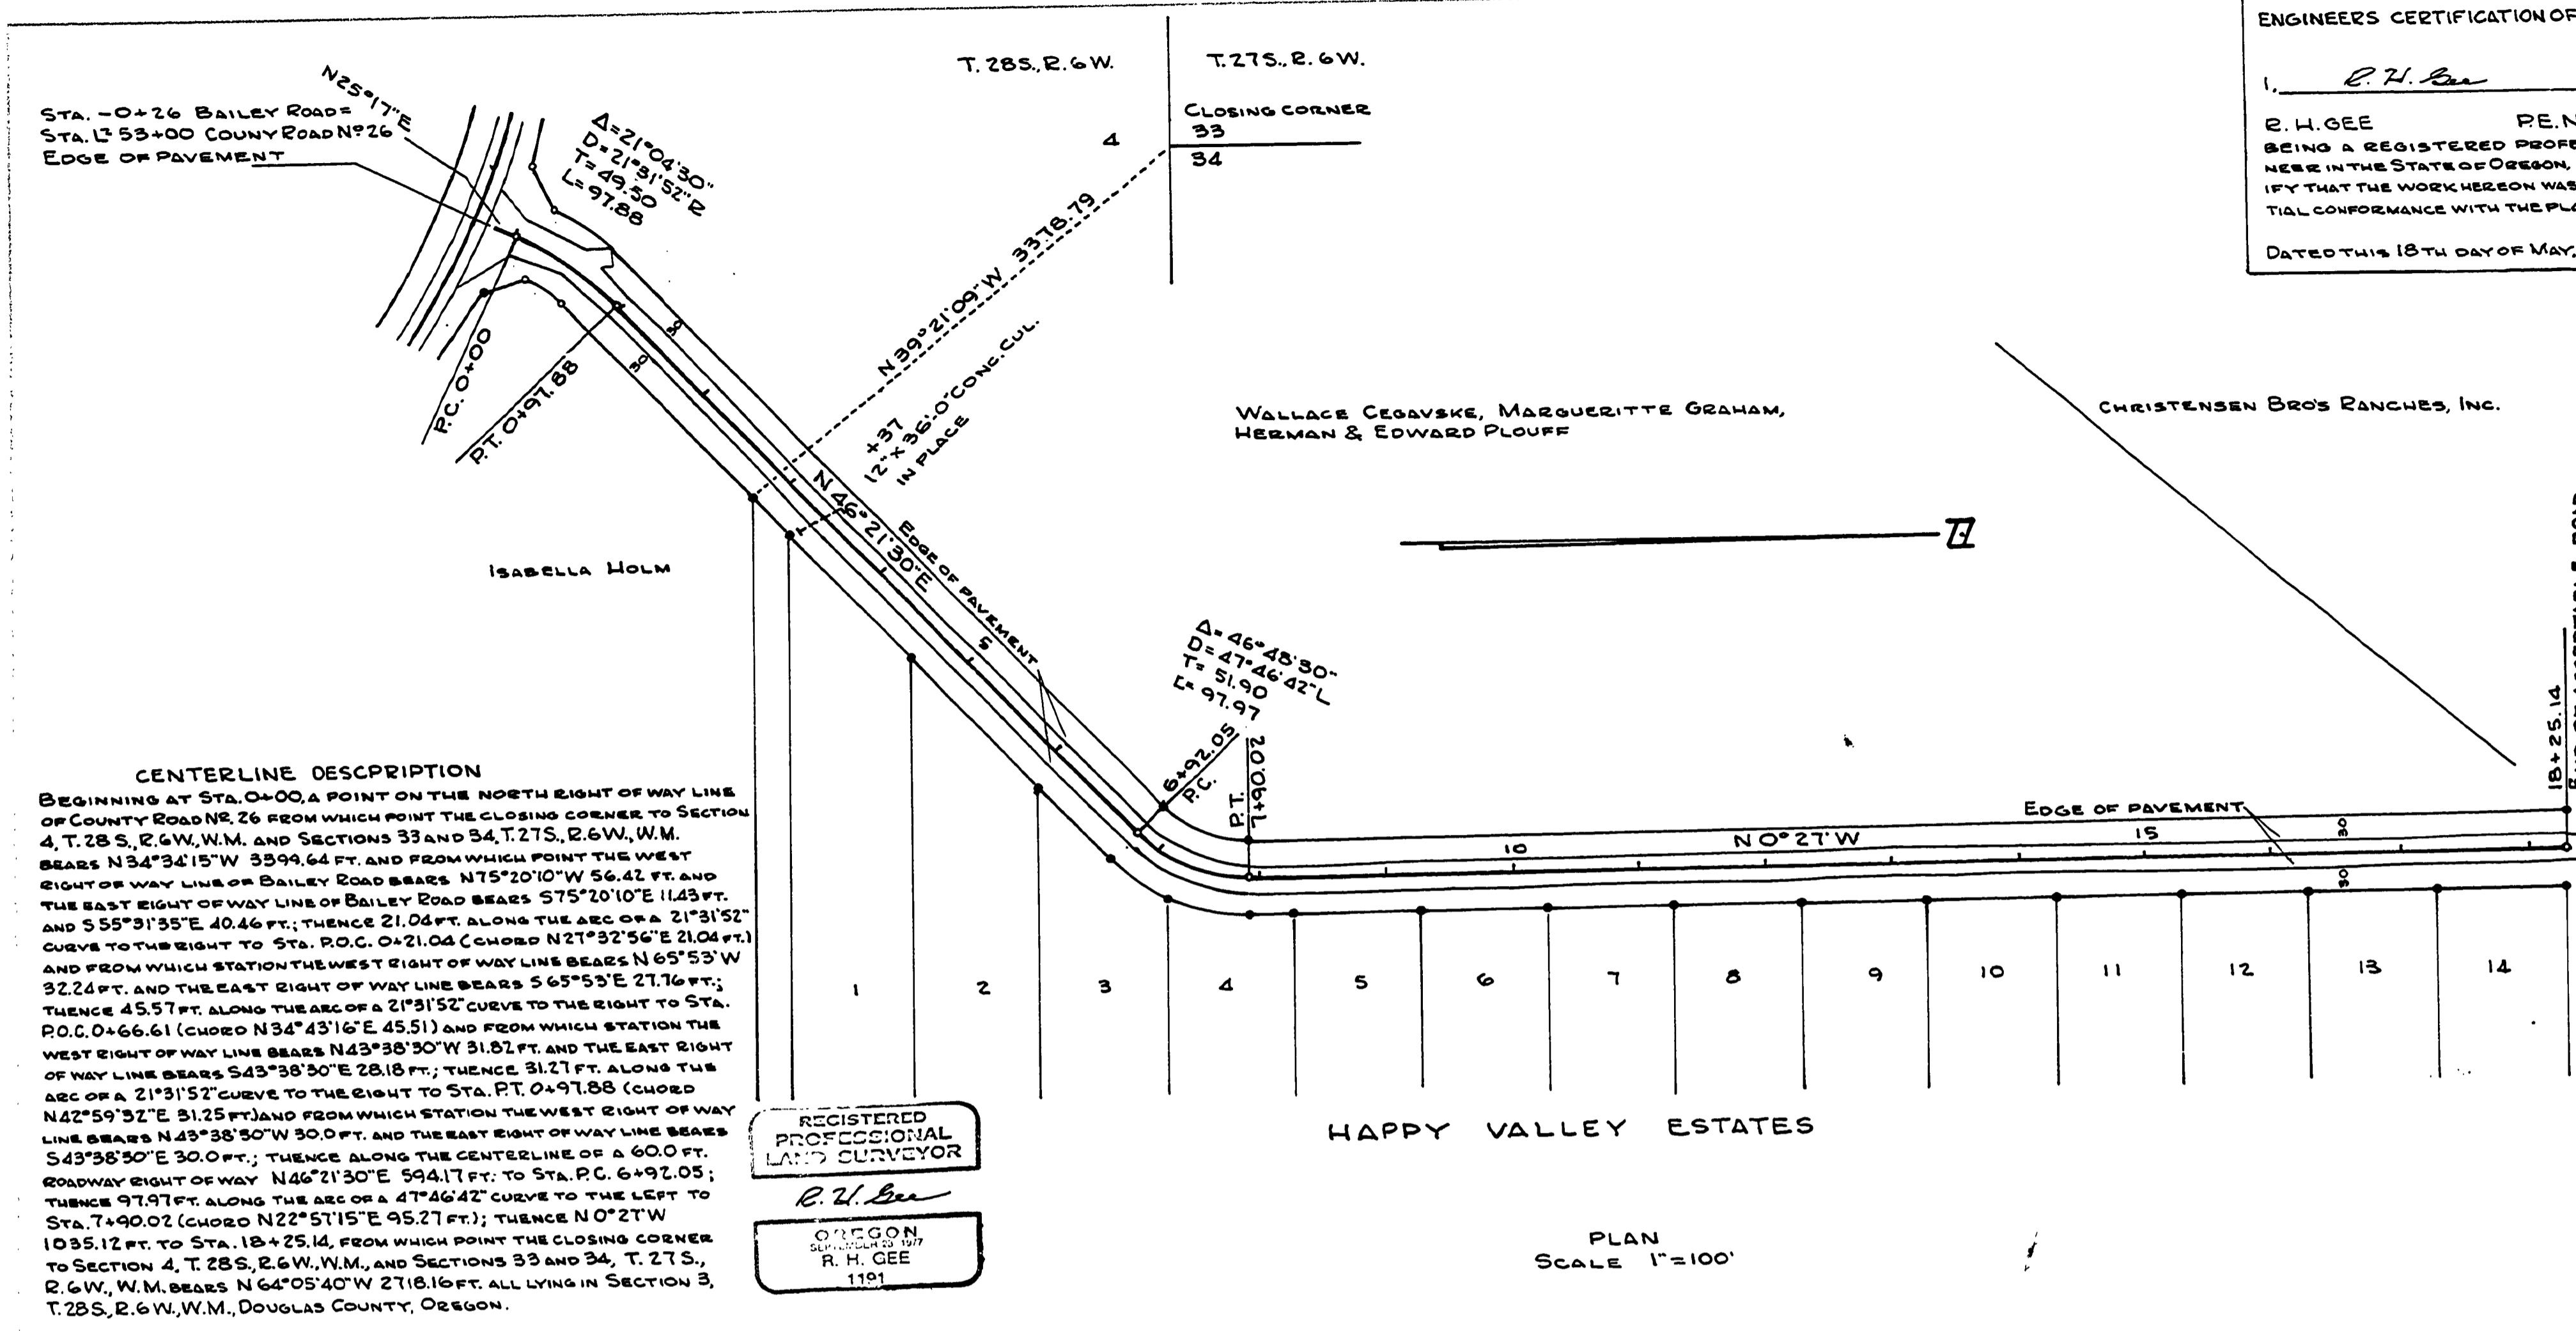 T. 28S., R. 6W.
T. 27S., R. 6W.
CLOSING CORNER
4
33
34
ENGINEERS CERTIFICATION OF
I, R. H. Gee
R. H. GEE P.E. N
BEING A REGISTERED PROFE
NEER IN THE STATE OF OREGON,
IFY THAT THE WORK HEREON WAS
TIAL CONFORMANCE WITH THE PLA
DATED THIS 18TH DAY OF MAY,
N25°17"E
STA. -0+26 BAILEY ROAD=
STA. "L" 53+00 COUNY ROAD Nº 26
EDGE OF PAVEMENT
Δ=21°04'30"
D=21°31'52"R
T=49.50
L=97.88
P.C. 0+00
P.T. 0+97.88
30
30
N 39°21'09"W 3378.79
+37
12"X 36'-0" CONC. CUL.
IN PLACE
N 46°21'30"E
EDGE OF PAVEMENT
5
ISABELLA HOLM
WALLACE CEGAVSKE, MARGUERITTE GRAHAM,
HERMAN & EDWARD PLOUFF
CHRISTENSEN BRO'S RANCHES, INC.
Δ=46°48'30"
D=47°46'42"L
T=51.90
L=97.97
6+92.05
P.C.
P.T.
7+90.02
10
N 0°27'W
15
EDGE OF PAVEMENT
30
30
18+25.14
1
2
3
4
5
6
7
8
9
10
11
12
13
14
HAPPY VALLEY ESTATES
PLAN
SCALE 1"=100'
CENTERLINE DESCPRIPTION
BEGINNING AT STA. 0+00, A POINT ON THE NORTH RIGHT OF WAY LINE
OF COUNTY ROAD Nº. 26 FROM WHICH POINT THE CLOSING CORNER TO SECTION
4, T. 28 S., R. 6W., W.M. AND SECTIONS 33 AND 34, T. 27S., R. 6W., W.M.
BEARS N34°34'15"W 3599.64 FT. AND FROM WHICH POINT THE WEST
RIGHT OF WAY LINE OF BAILEY ROAD BEARS N75°20'10"W 56.42 FT. AND
THE EAST RIGHT OF WAY LINE OF BAILEY ROAD BEARS S75°20'10"E 11.43 FT.
AND S55°31'35"E 40.46 FT.; THENCE 21.04 FT. ALONG THE ARC OF A 21°31'52"
CURVE TO THE RIGHT TO STA. P.O.C. 0+21.04 (CHORD N27°32'56"E 21.04 FT.)
AND FROM WHICH STATION THE WEST RIGHT OF WAY LINE BEARS N65°53'W
32.24 FT. AND THE EAST RIGHT OF WAY LINE BEARS S65°53'E 27.76 FT.;
THENCE 45.57 FT. ALONG THE ARC OF A 21°31'52" CURVE TO THE RIGHT TO STA.
P.O.C. 0+66.61 (CHORD N34°43'16"E 45.51) AND FROM WHICH STATION THE
WEST RIGHT OF WAY LINE BEARS N43°38'30"W 31.82 FT. AND THE EAST RIGHT
OF WAY LINE BEARS S43°38'30"E 28.18 FT.; THENCE 31.27 FT. ALONG THE
ARC OF A 21°31'52" CURVE TO THE RIGHT TO STA. P.T. 0+97.88 (CHORD
N42°59'32"E 31.25 FT.) AND FROM WHICH STATION THE WEST RIGHT OF WAY
LINE BEARS N43°38'30"W 30.0 FT. AND THE EAST RIGHT OF WAY LINE BEARS
S43°38'30"E 30.0 FT.; THENCE ALONG THE CENTERLINE OF A 60.0 FT.
ROADWAY RIGHT OF WAY N46°21'30"E 594.17 FT. TO STA. P.C. 6+92.05;
THENCE 97.97 FT. ALONG THE ARC OF A 47°46'42" CURVE TO THE LEFT TO
STA. 7+90.02 (CHORD N22°57'15"E 95.27 FT.); THENCE N 0°27'W
1035.12 FT. TO STA. 18+25.14, FROM WHICH POINT THE CLOSING CORNER
TO SECTION 4, T. 28S., R. 6W., W.M., AND SECTIONS 33 AND 34, T. 27S.,
R. 6W., W.M. BEARS N 64°05'40"W 2718.16 FT. ALL LYING IN SECTION 3,
T. 28S., R. 6W., W.M., DOUGLAS COUNTY, OREGON.
REGISTERED
PROFESSIONAL
LAND SURVEYOR
R. H. Gee
OREGON
SEPTEMBER 23 1977
R. H. GEE
1191